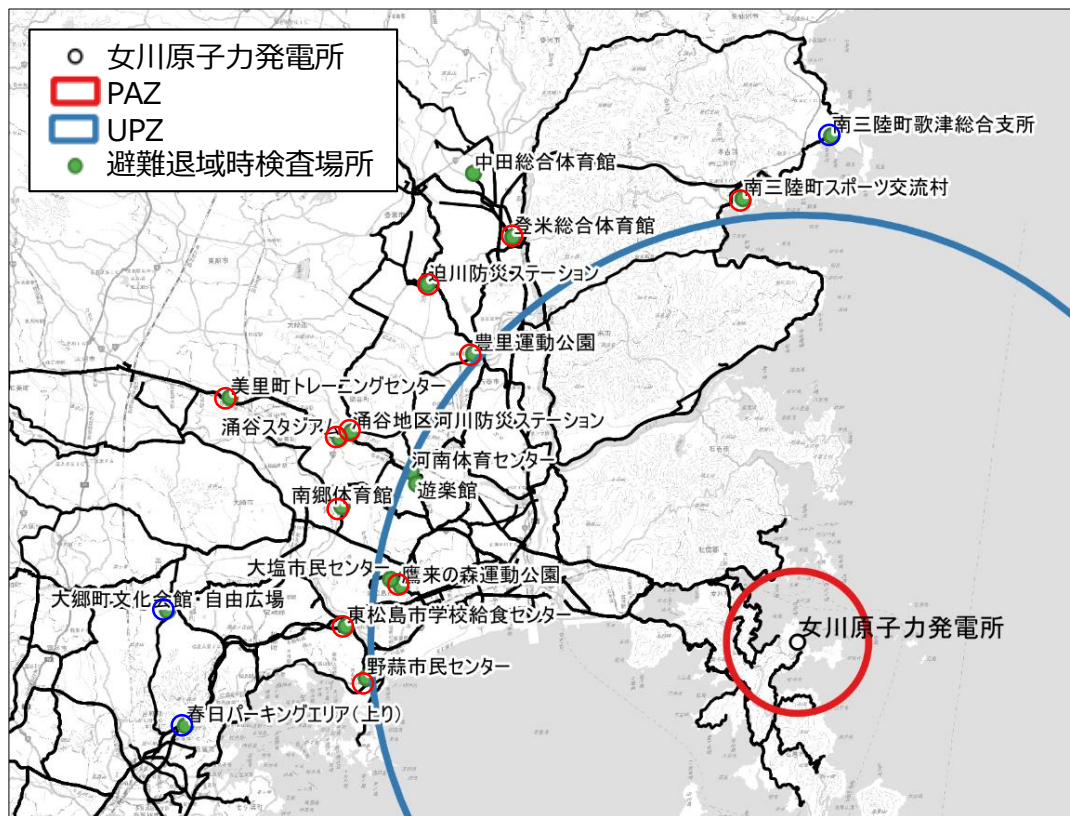 女川原子力発電所
PAZ
UPZ
避難退域時検査場所
南三陸町歌津総合支所
中田総合体育館
南三陸町スポーツ交流村
登米総合体育館
迫川防災ステーション
豊里運動公園
美里町トレーニングセンター
涌谷地区河川防災ステーション
涌谷スタジアム
河南体育センター
遊楽館
南郷体育館
大塩市民センター
鷹来の森運動公園
大郷町文化会館・自由広場
東松島市学校給食センター
女川原子力発電所
野蒜市民センター
春日パーキングエリア(上り)